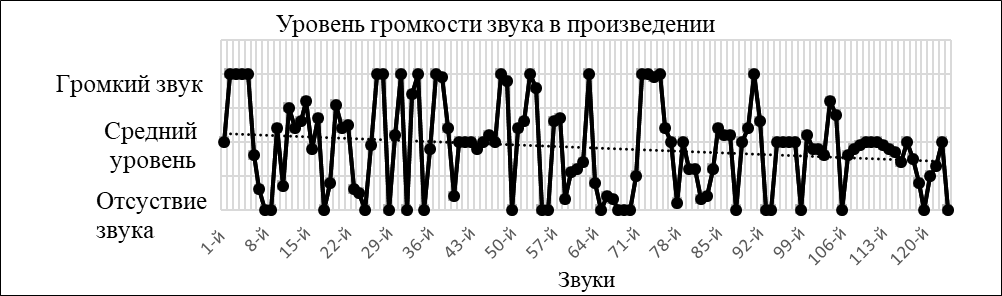 Уровень громкости звука в произведении
Громкий звук
Средний
уровень
Отсуствие
звука
1-й 8-й 15-й 22-й 29-й 36-й 43-й 50-й 57-й 64-й 71-й 78-й 85-й 92-й 99-й 106-й 113-й 120-й
Звуки